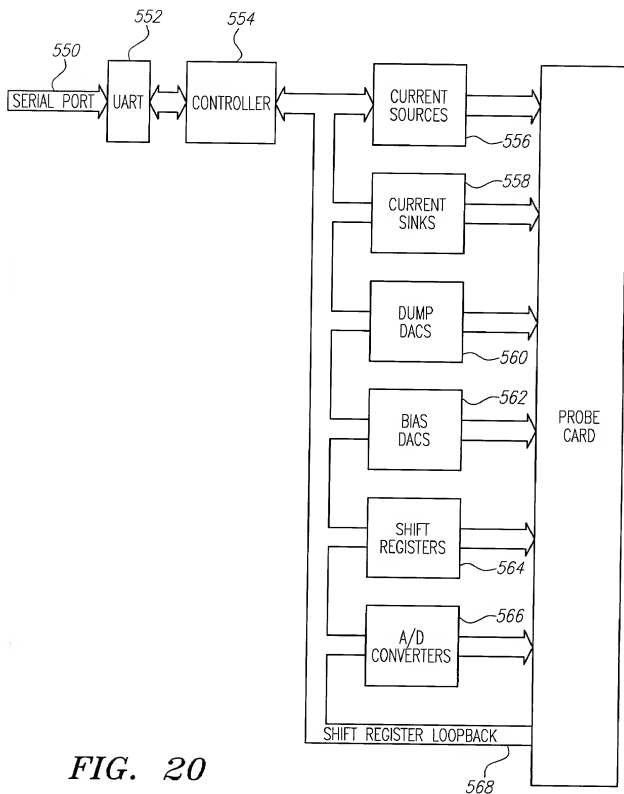 550
552
554
SERIAL PORT
UART
CONTROLLER
CURRENT
SOURCES
556
558
CURRENT
SINKS
DUMP
DACS
560
562
BIAS
DACS
PROBE
CARD
SHIFT
REGISTERS
564
566
A/D
CONVERTERS
SHIFT REGISTER LOOPBACK
568
FIG. 20